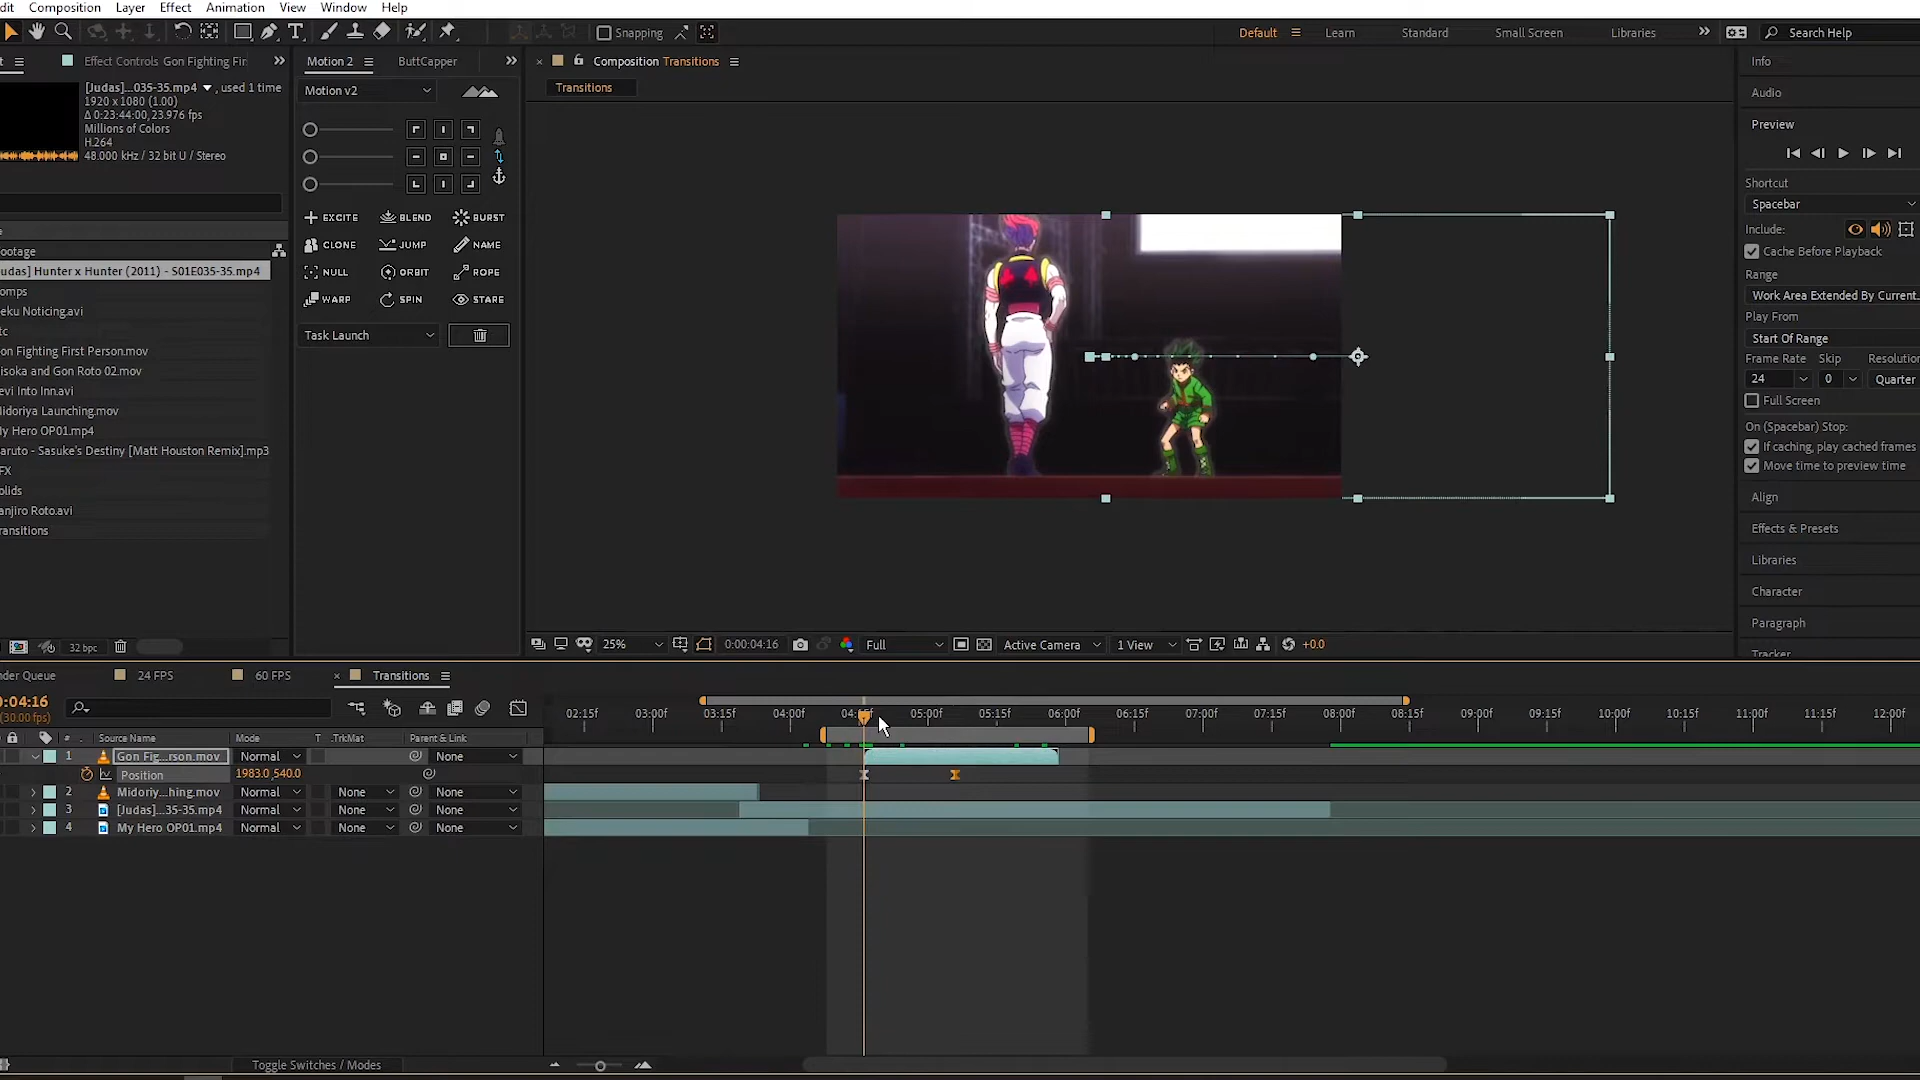 dit Composition Layer Effect Animation View Window Help
Snapping
Default Learn Standard Small Screen Libraries Search Help
t Effect Controls Gon Fighting Fir
[Judas]...035-35.mp4 , used 1 time
1920 x 1080 (1.00)
Δ 0:23:44:00, 23.976 fps
Millions of Colors
H.264
48.000 kHz / 32 bit U / Stereo
e
ootage
udas] Hunter x Hunter (2011) - S01E035-35.mp4
omps
eku Noticing.avi
tc
on Fighting First Person.mov
isoka and Gon Roto 02.mov
evi Into Inn.avi
idoriya Launching.mov
y Hero OP01.mp4
aruto - Sasuke's Destiny [Matt Houston Remix].mp3
FX
olids
anjiro Roto.avi
ransitions
32 bpc
Motion 2 ButtCapper
Motion v2
EXCITE BLEND BURST
CLONE JUMP NAME
NULL ORBIT ROPE
WARP SPIN STARE
Task Launch
Composition Transitions
Transitions
25% 0:00:04:16 Full Active Camera 1 View +0.0
Info
Audio
Preview
Shortcut
Spacebar
Include:
Cache Before Playback
Range
Work Area Extended By Current...
Play From
Start Of Range
Frame Rate Skip Resolution
24 0 Quarter
Full Screen
On (Spacebar) Stop:
If caching, play cached frames
Move time to preview time
Align
Effects & Presets
Libraries
Character
Paragraph
Tracker
nder Queue 24 FPS 60 FPS Transitions
0:04:16
(30.00 fps)
02:15f 03:00f 03:15f 04:00f 05:00f 05:15f 06:00f 06:15f 07:00f 07:15f 08:00f 08:15f 09:00f 09:15f 10:00f 10:15f 11:00f 11:15f 12:00f
# Source Name Mode T .TrkMat Parent & Link
1 Gon Fig...rson.mov Normal None
Position 1983.0,540.0
2 Midoriy...hing.mov Normal None None
3 [Judas]...35-35.mp4 Normal None None
4 My Hero OP01.mp4 Normal None None
Toggle Switches / Modes